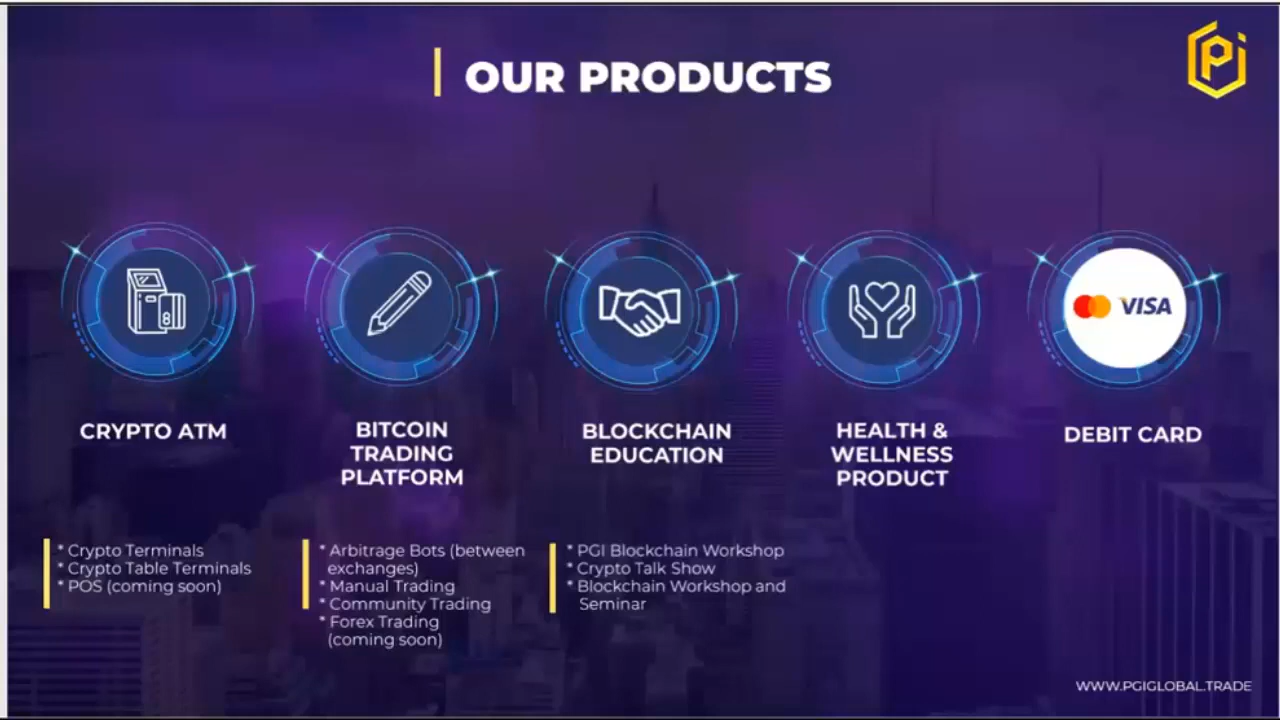 OUR PRODUCTS
Pi
8
VISA
CRYPTO ATM
BITCOIN
TRADING
PLATFORM
BLOCKCHAIN
EDUCATION
HEALTH &
WELLNESS
PRODUCT
DEBIT CARD
* Crypto Terminals
* Crypto Table Terminals
* POS (coming soon)
* Arbitrage Bots (between
exchanges)
* Manual Trading
* Community Trading
* Forex Trading
(coming soon)
* PGI Blockchain Workshop
* Crypto Talk Show
* Blockchain Workshop and
Seminar
WWW.PGIGLOBAL.TRADE